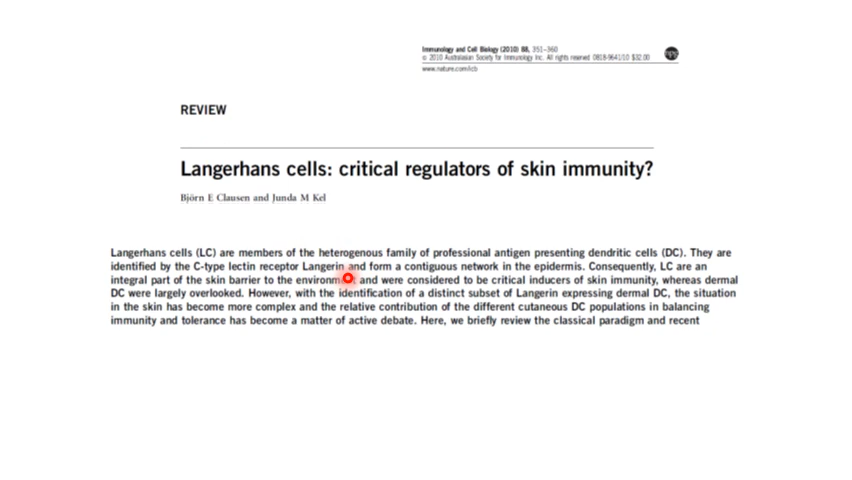 Immunology and Cell Biology (2010) 88, 351–360
© 2010 Australasian Society for Immunology Inc. All rights reserved 0818-9641/10 $32.00
www.nature.com/icb
npg
REVIEW
Langerhans cells: critical regulators of skin immunity?
Björn E Clausen and Junda M Kel
Langerhans cells (LC) are members of the heterogenous family of professional antigen presenting dendritic cells (DC). They are
identified by the C-type lectin receptor Langerin and form a contiguous network in the epidermis. Consequently, LC are an
integral part of the skin barrier to the and were considered to be critical inducers of skin immunity, whereas dermal
DC were largely overlooked. However, with the identification of a distinct subset of Langerin expressing dermal DC, the situation
in the skin has become more complex and the relative contribution of the different cutaneous DC populations in balancing
immunity and tolerance has become a matter of active debate. Here, we briefly review the classical paradigm and recent